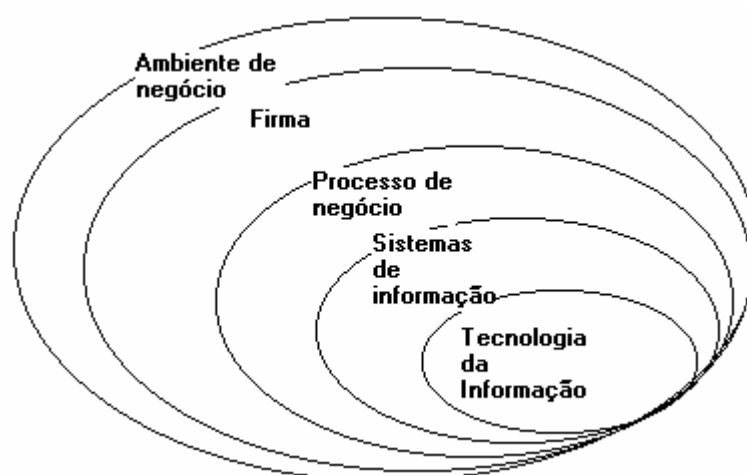 Ambiente de
negócio
Firma
Processo de
negócio
Sistemas
de
informação
Tecnologia
da
Informação